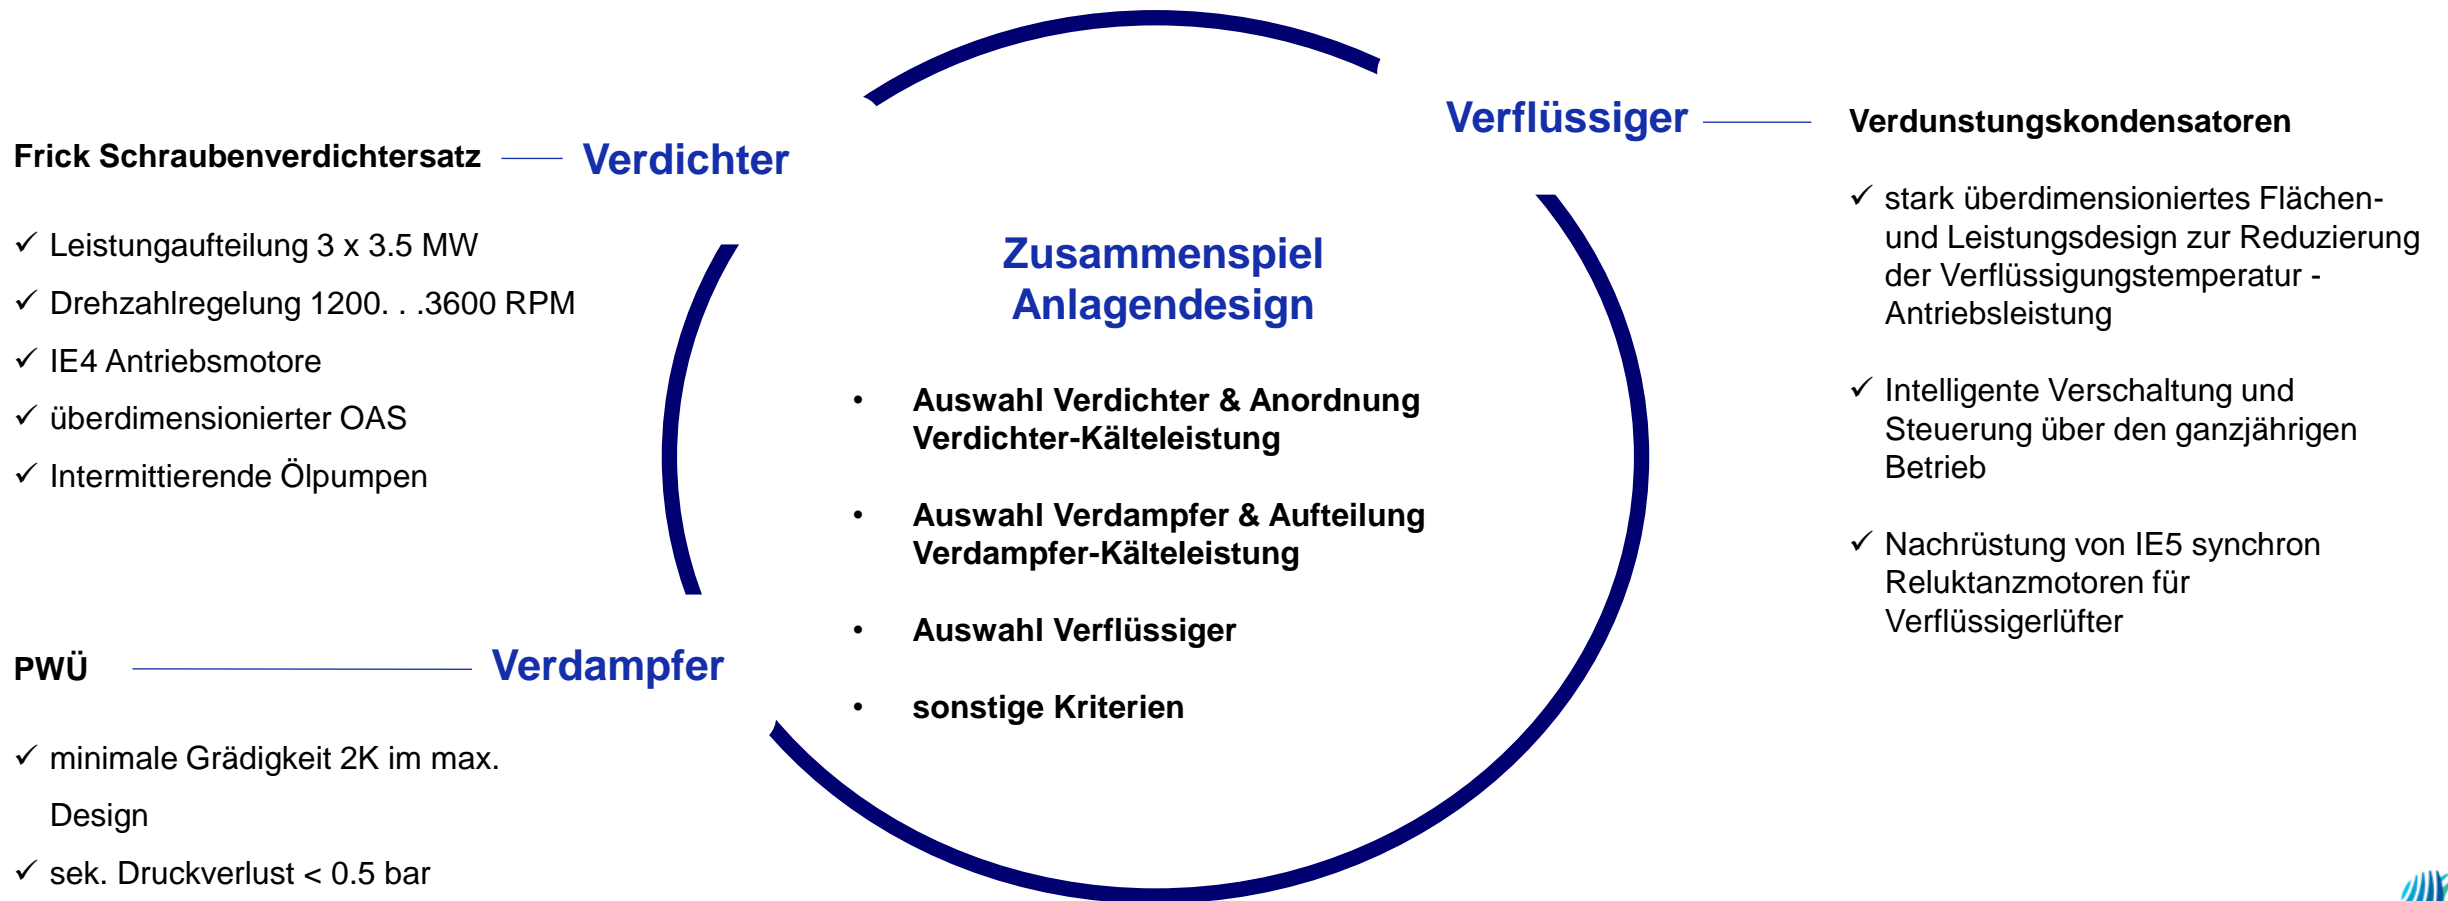 Frick Schraubenverdichtersatz
Verdichter
✓ Leistungaufteilung 3 x 3.5 MW
✓ Drehzahlregelung 1200. . .3600 RPM
✓ IE4 Antriebsmotore
✓ überdimensionierter OAS
✓ Intermittierende Ölpumpen
PWÜ
Verdampfer
✓ minimale Grädigkeit 2K im max.
Design
✓ sek. Druckverlust < 0.5 bar
Zusammenspiel
Anlagendesign
• Auswahl Verdichter & Anordnung
Verdichter-Kälteleistung
• Auswahl Verdampfer & Aufteilung
Verdampfer-Kälteleistung
• Auswahl Verflüssiger
• sonstige Kriterien
Verflüssiger
Verdunstungskondensatoren
✓ stark überdimensioniertes Flächen-
und Leistungsdesign zur Reduzierung
der Verflüssigungstemperatur -
Antriebsleistung
✓ Intelligente Verschaltung und
Steuerung über den ganzjährigen
Betrieb
✓ Nachrüstung von IE5 synchron
Reluktanzmotoren für
Verflüssigerlüfter